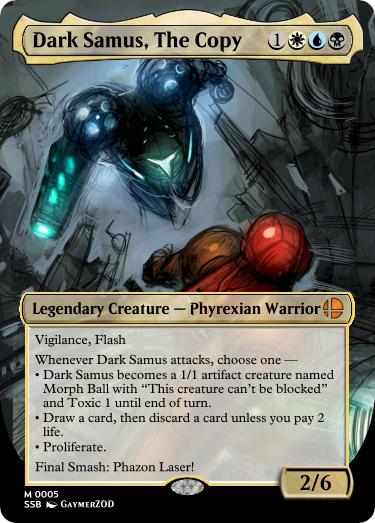 Dark Samus, The Copy 1
Legendary Creature — Phyrexian Warrior
Vigilance, Flash
Whenever Dark Samus attacks, choose one —
• Dark Samus becomes a 1/1 artifact creature named
Morph Ball with “This creature can't be blocked”
and Toxic 1 until end of turn.
• Draw a card, then discard a card unless you pay 2
life.
• Proliferate.
Final Smash: Phazon Laser!
2/6
M 0005
SSB GaymerZOD